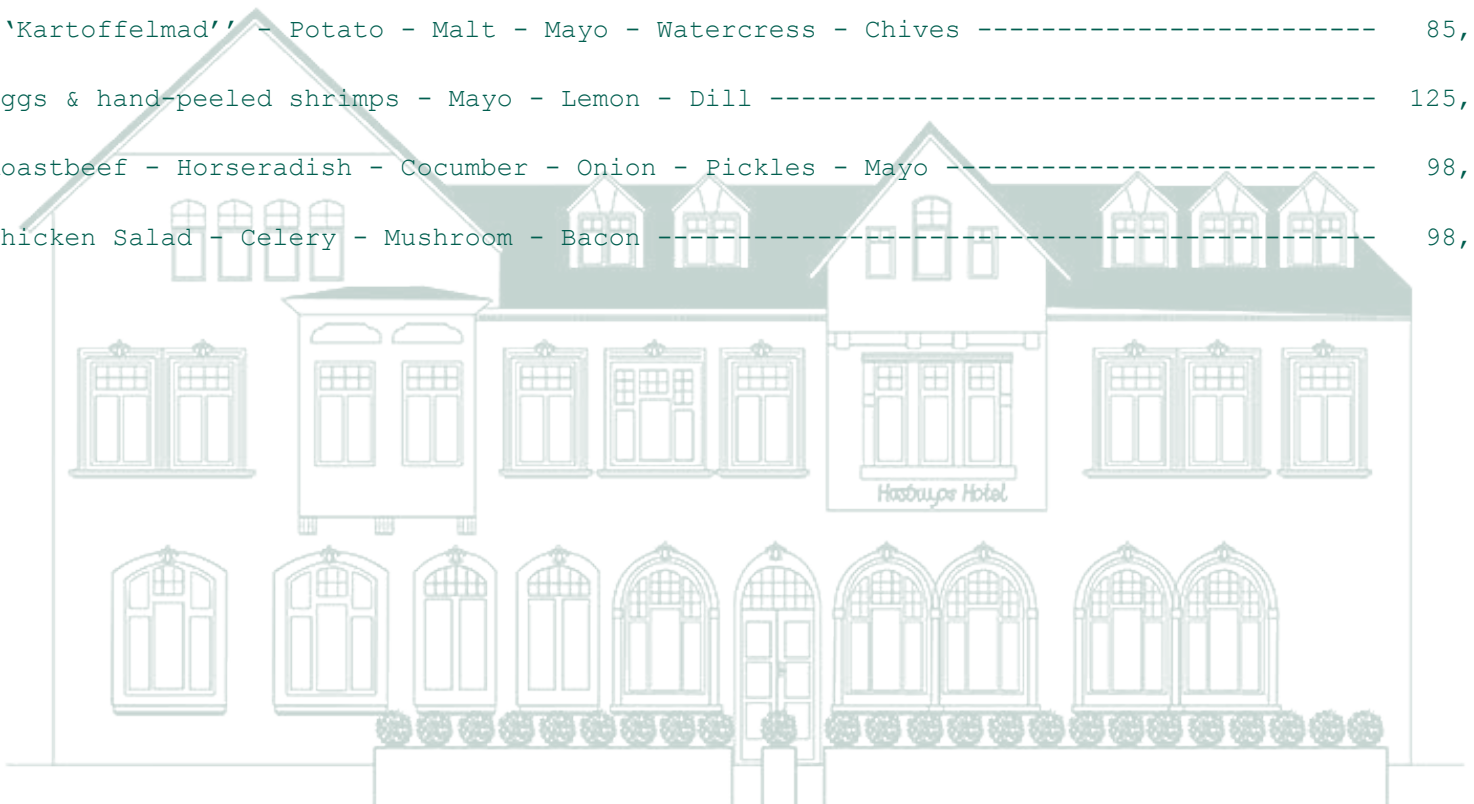 ‘Kartoffelmad’’ - Potato - Malt - Mayo - Watercress - Chives ------------------------- 85,
ggs & hand-peeled shrimps - Mayo - Lemon - Dill -------------------------------------- 125,
oastbeef - Horseradish - Cocumber - Onion - Pickles - Mayo --------------------------- 98,
hicken Salad - Celery - Mushroom - Bacon --------------------------------------------- 98,
Hotel